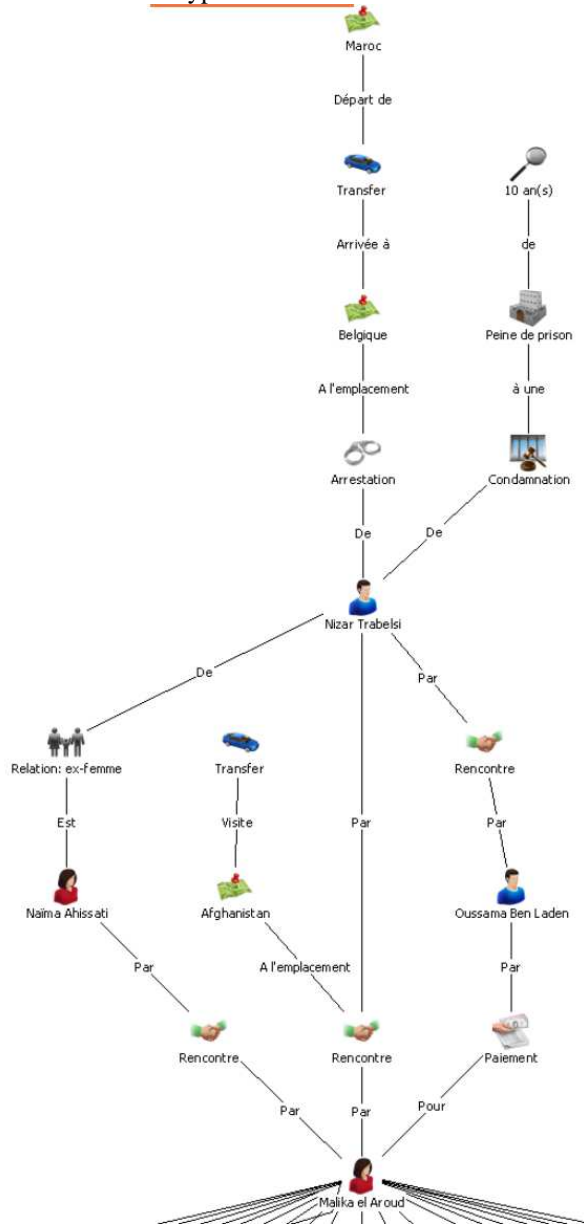 Maroc
Départ de
Transfer
10 an(s)
Arrivée à
de
Belgique
Peine de prison
A l'emplacement
à une
Arrestation
Condamnation
De
De
Nizar Trabelsi
De
Par
Relation: ex-femme
Transfer
Rencontre
Est
Visite
Par
Par
Naïma Ahissati
Afghanistan
Oussama Ben Laden
Par
A l'emplacement
Par
Rencontre
Rencontre
Paiement
Par
Par
Pour
Malika el Aroud